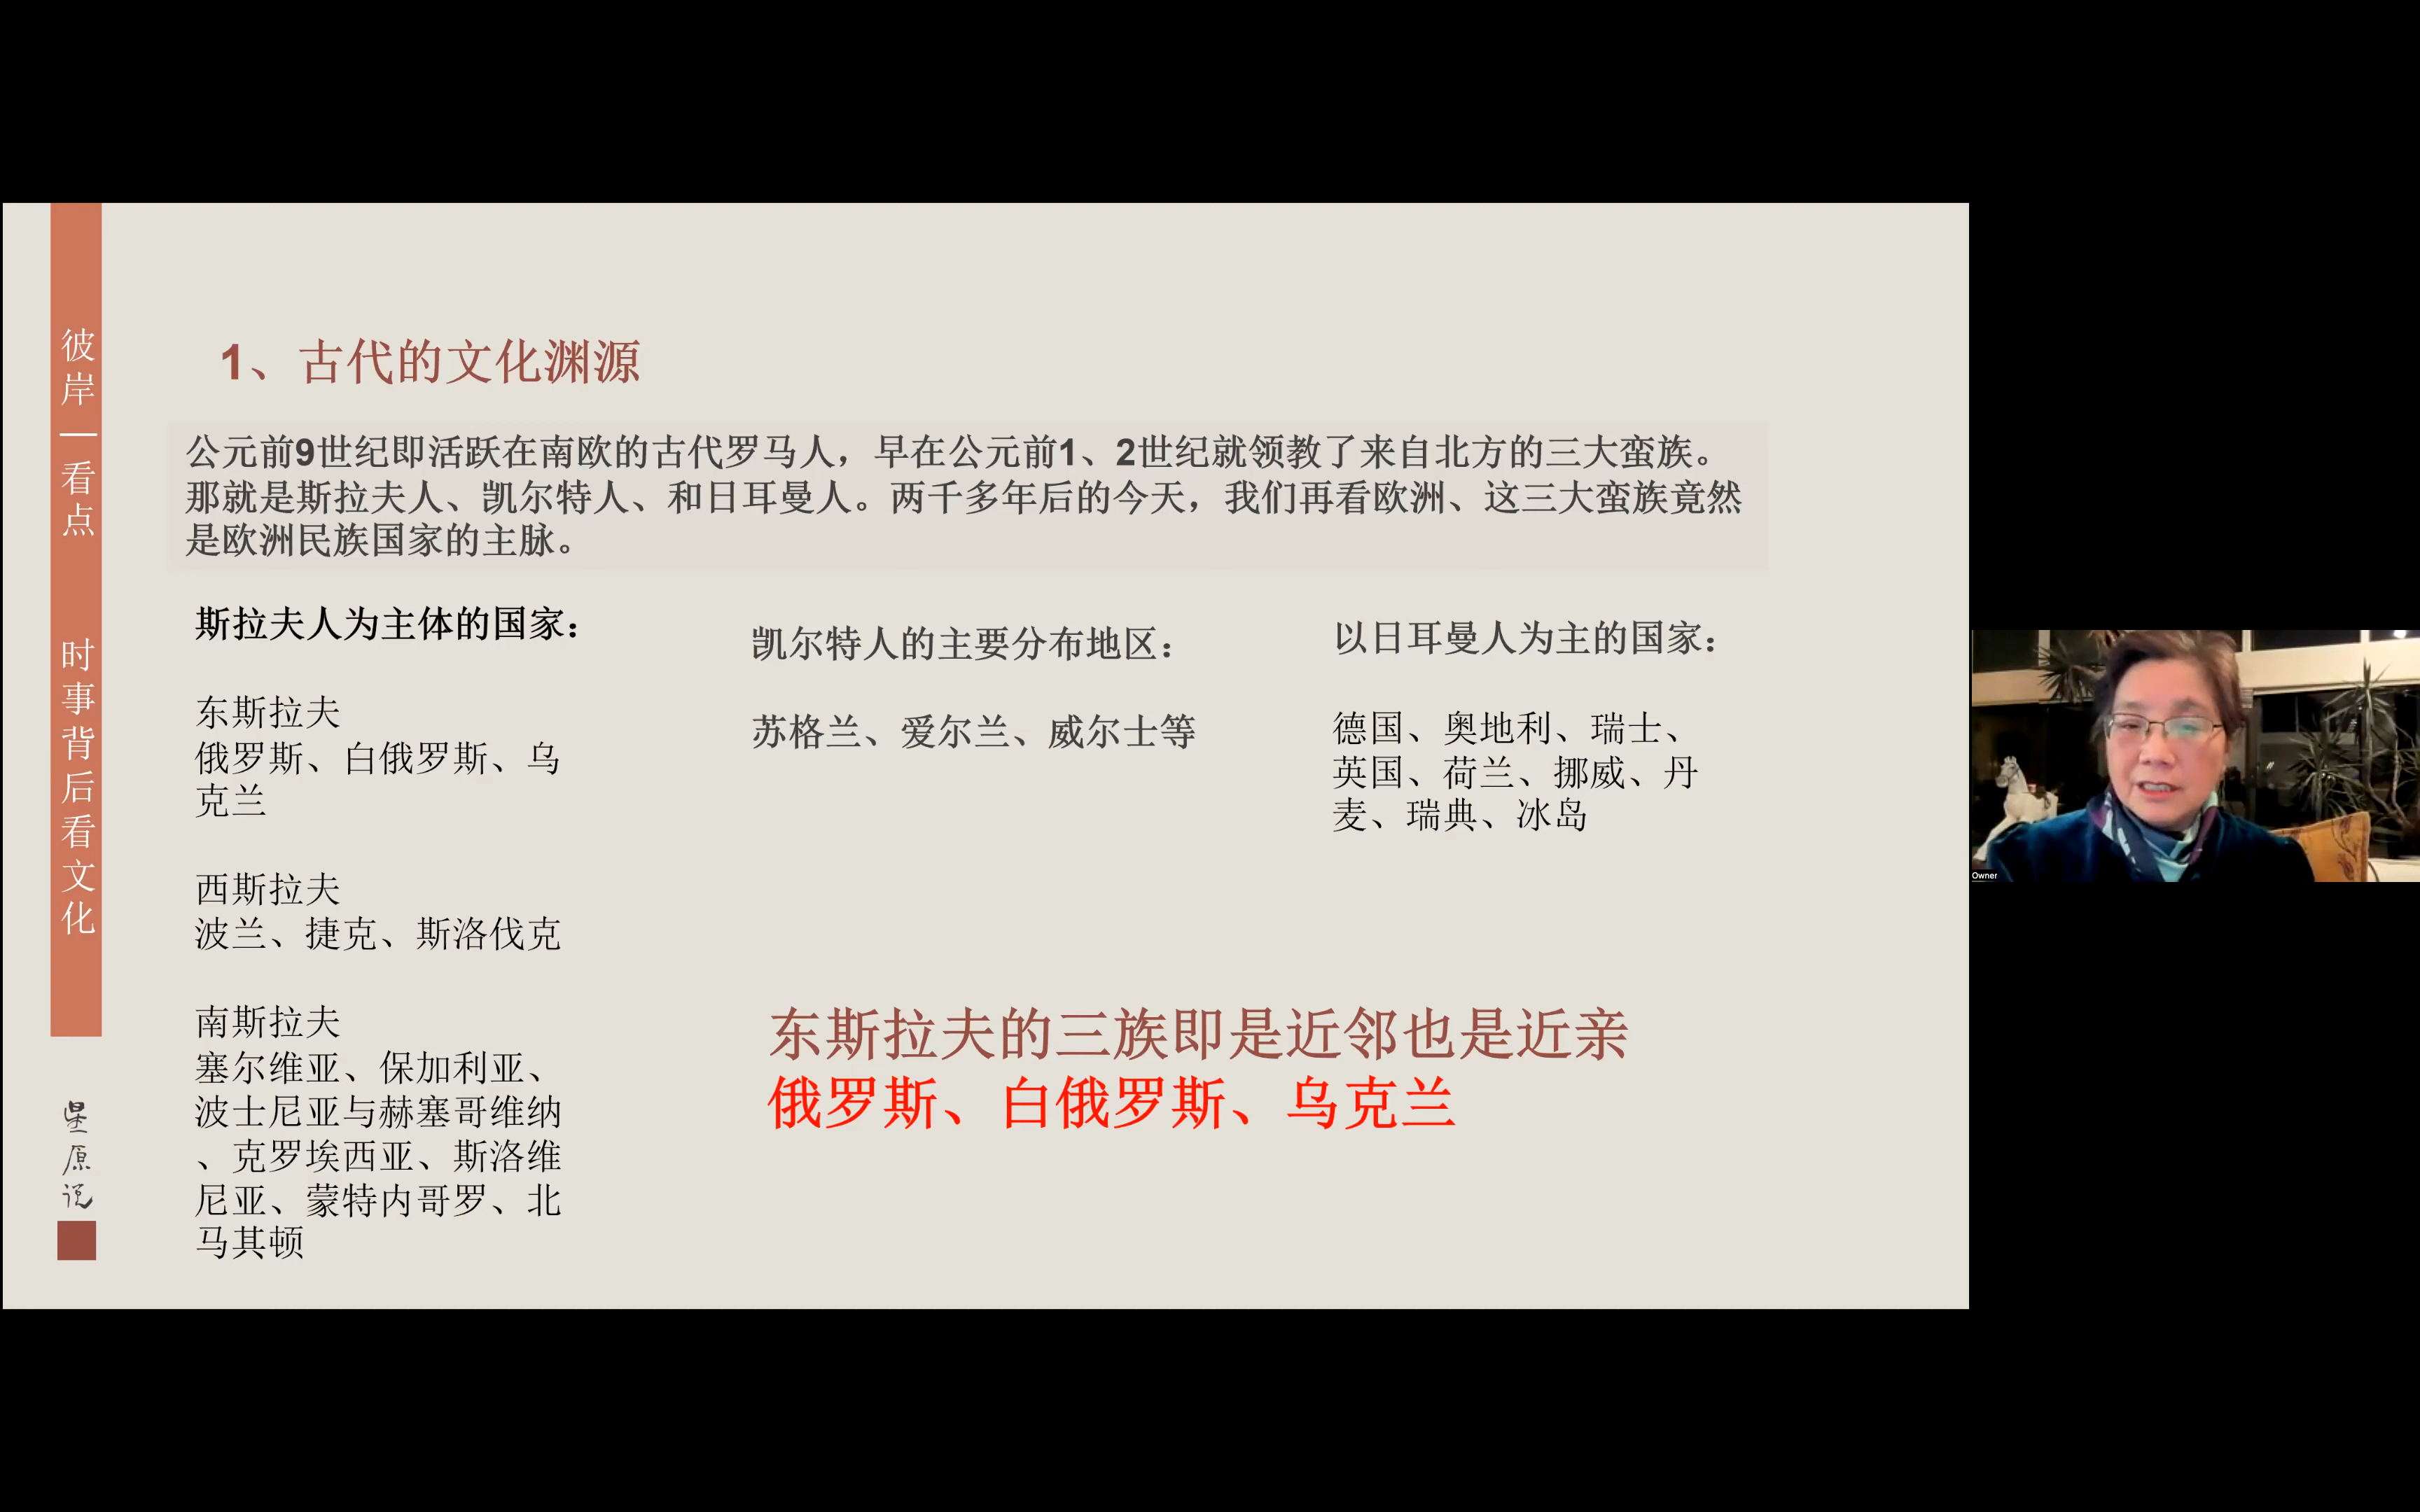 彼岸—看点 时事背后看文化
星原说
1、古代的文化渊源
公元前9世纪即活跃在南欧的古代罗马人，早在公元前1、2世纪就领教了来自北方的三大蛮族。
那就是斯拉夫人、凯尔特人、和日耳曼人。两千多年后的今天，我们再看欧洲、这三大蛮族竟然
是欧洲民族国家的主脉。
斯拉夫人为主体的国家：
东斯拉夫
俄罗斯、白俄罗斯、乌
克兰
西斯拉夫
波兰、捷克、斯洛伐克
南斯拉夫
塞尔维亚、保加利亚、
波士尼亚与赫塞哥维纳
、克罗埃西亚、斯洛维
尼亚、蒙特内哥罗、北
马其顿
凯尔特人的主要分布地区：
苏格兰、爱尔兰、威尔士等
以日耳曼人为主的国家：
德国、奥地利、瑞士、
英国、荷兰、挪威、丹
麦、瑞典、冰岛
东斯拉夫的三族即是近邻也是近亲
俄罗斯、白俄罗斯、乌克兰
Owner